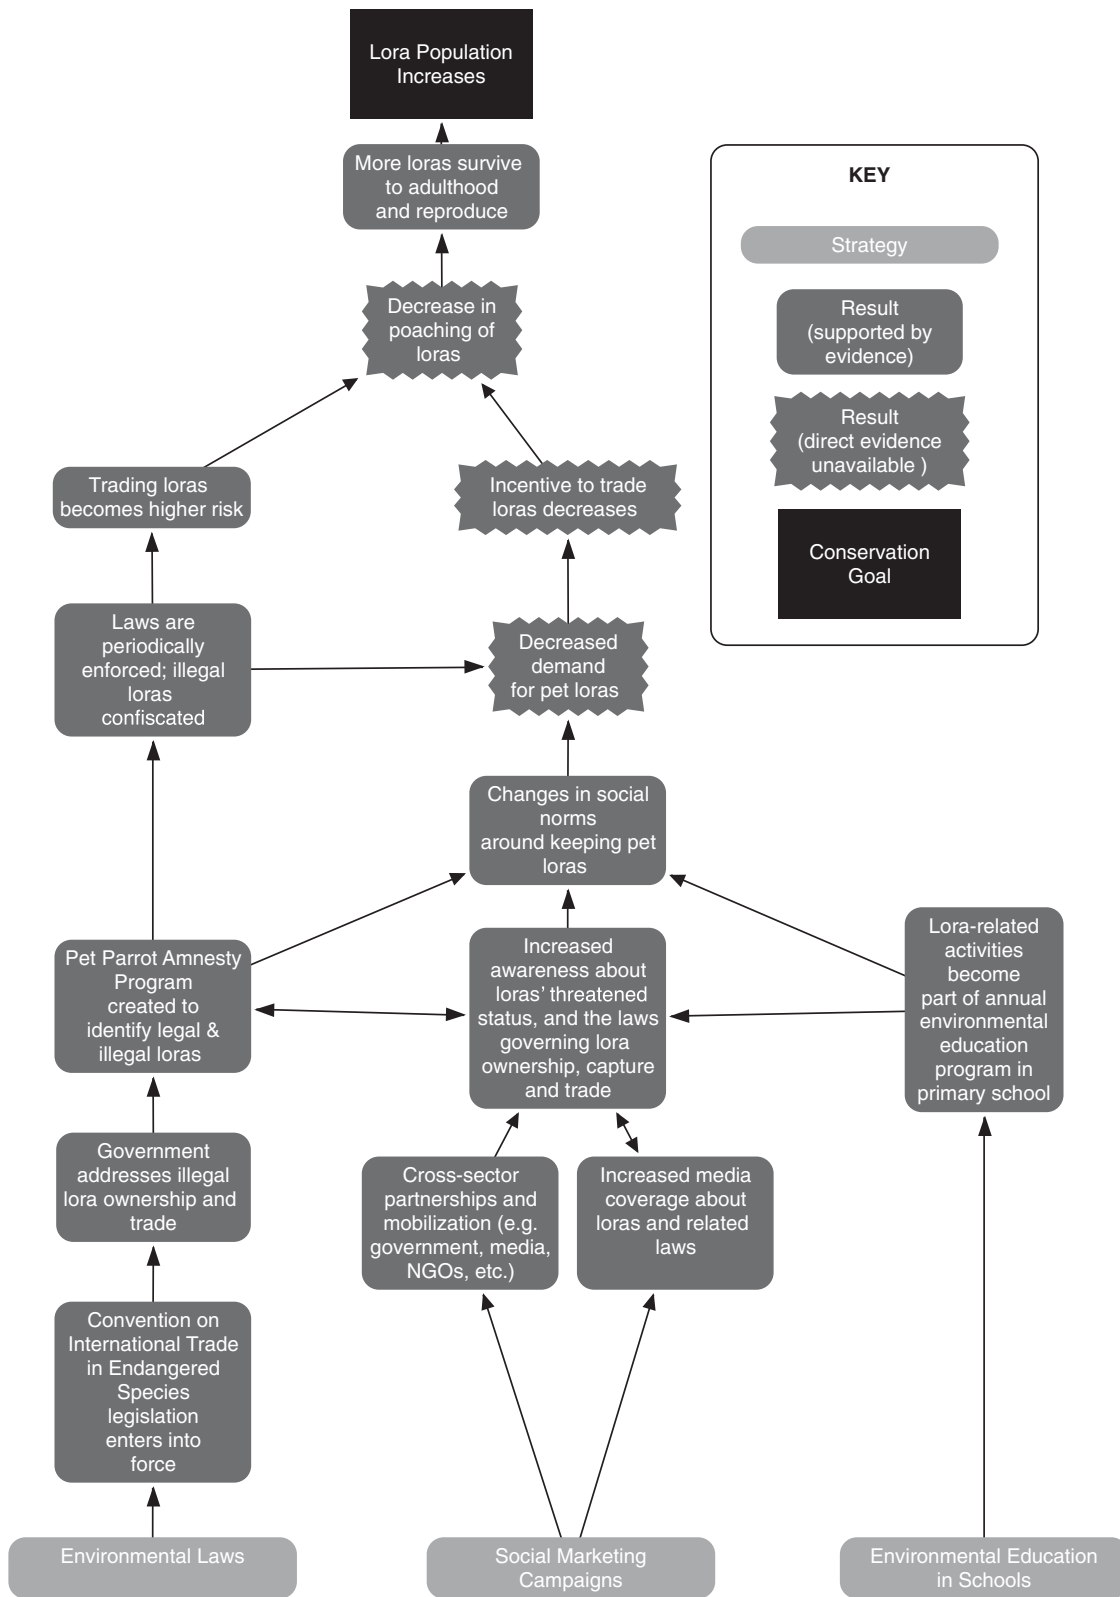 Lora Population
Increases
More loras survive
to adulthood
and reproduce
KEY
Strategy
Result
(supported by
evidence)
Result
(direct evidence
unavailable )
Conservation
Goal
Decrease in
poaching of
loras
Trading loras
becomes higher risk
Incentive to trade
loras decreases
Laws are
periodically
enforced; illegal
loras
confiscated
Decreased
demand
for pet loras
Changes in social
norms
around keeping pet
loras
Pet Parrot Amnesty
Program
created to
identify legal &
illegal loras
Increased
awareness about
loras’ threatened
status, and the laws
governing lora
ownership, capture
and trade
Lora-related
activities
become
part of annual
environmental
education
program in
primary school
Government
addresses illegal
lora ownership and
trade
Cross-sector
partnerships and
mobilization (e.g.
government, media,
NGOs, etc.)
Increased media
coverage about
loras and related
laws
Convention on
International Trade
in Endangered
Species
legislation
enters into
force
Environmental Laws
Social Marketing
Campaigns
Environmental Education
in Schools